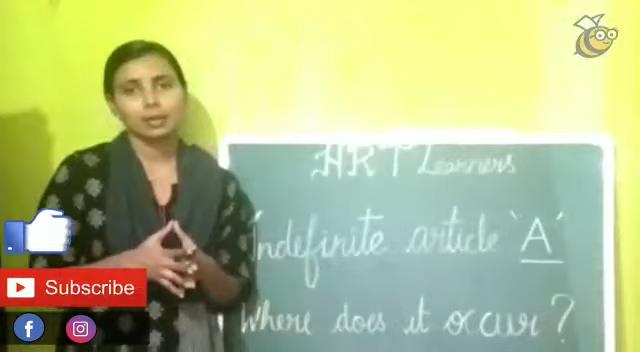 HRT Learners
Indefinite article 'A'
Where does it occur?
Subscribe